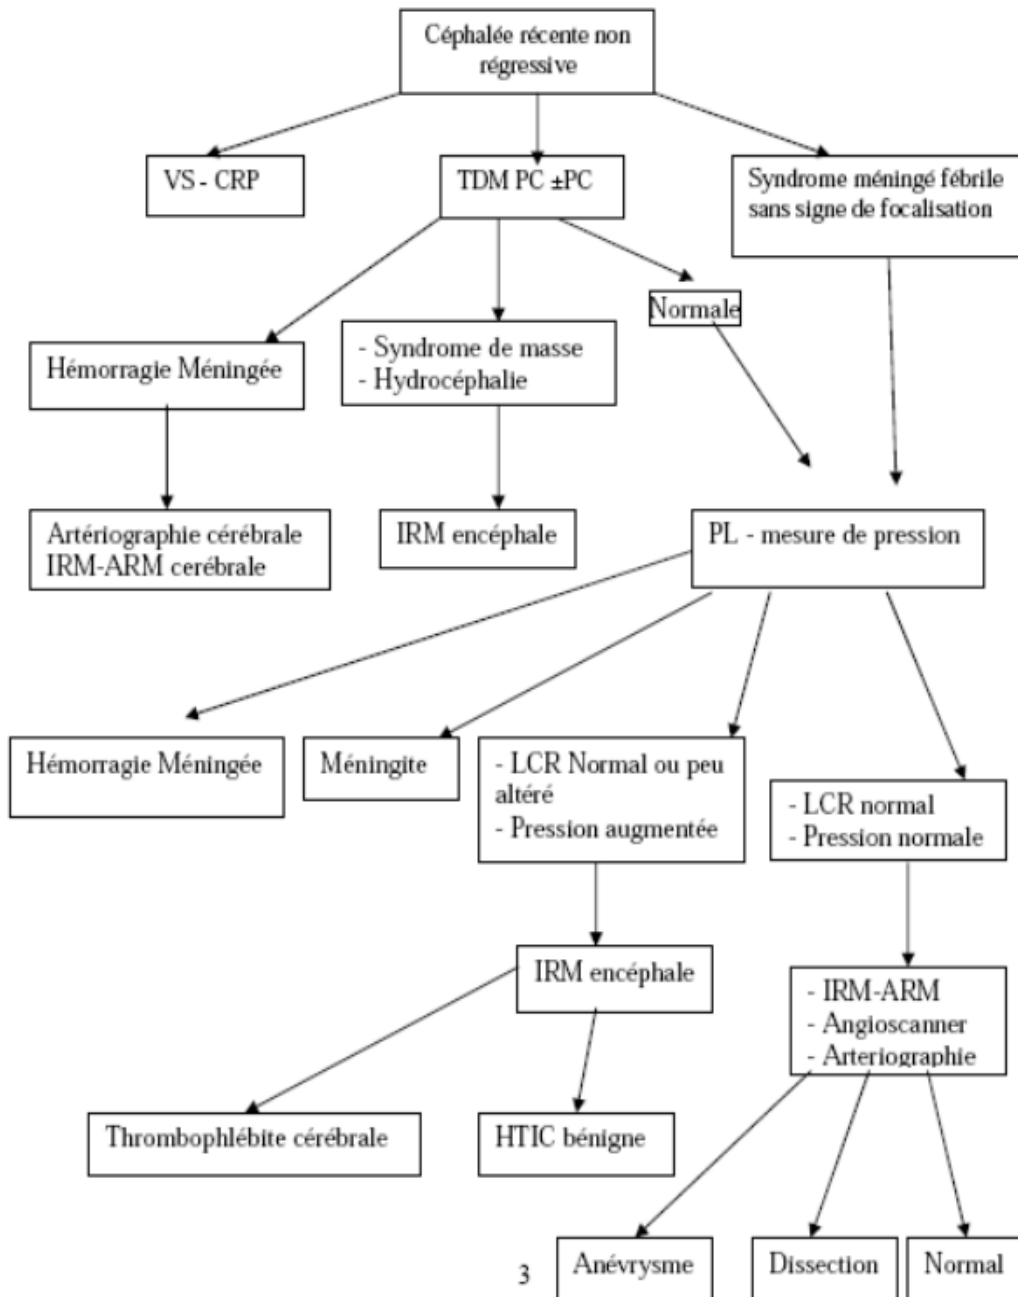 Céphalée récente non
régressive
VS - CRP
TDM PC ±PC
Syndrome méningé fébrile
sans signe de focalisation
Normale
Hémorragie Méningée
- Syndrome de masse
- Hydrocéphalie
Artériographie cérébrale
IRM-ARM cerébrale
IRM encéphale
PL - mesure de pression
Hémorragie Méningée
Méningite
- LCR Normal ou peu
altéré
- Pression augmentée
- LCR normal
- Pression normale
IRM encéphale
- IRM-ARM
- Angioscanner
- Arteriographie
Thrombophlébite cérébrale
HTIC bénigne
Anévrysme
Dissection
Normal
3